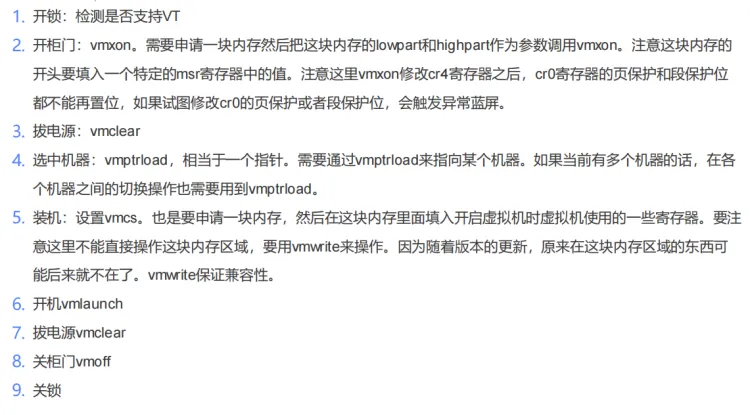 1. 开锁：检测是否支持VT
2. 开柜门：vmxon。需要申请一块内存然后把这块内存的lowpart和highpart作为参数调用vmxon。注意这块内存的
开头要填入一个特定的msr寄存器中的值。注意这里vmxon修改cr4寄存器之后，cr0寄存器的页保护和段保护位
都不能再置位，如果试图修改cr0的页保护或者段保护位，会触发异常蓝屏。
3. 拔电源：vmclear
4. 选中机器：vmptrload，相当于一个指针。需要通过vmptrload来指向某个机器。如果当前有多个机器的话，在各
个机器之间的切换操作也需要用到vmptrload。
5. 装机：设置vmcs。也是要申请一块内存，然后在这块内存里面填入开启虚拟机时虚拟机使用的一些寄存器。要注
意这里不能直接操作这块内存区域，要用vmwrite来操作。因为随着版本的更新，原来在这块内存区域的东西可
能后来就不在了。vmwrite保证兼容性。
6. 开机vmlaunch
7. 拔电源vmclear
8. 关柜门vmoff
9. 关锁